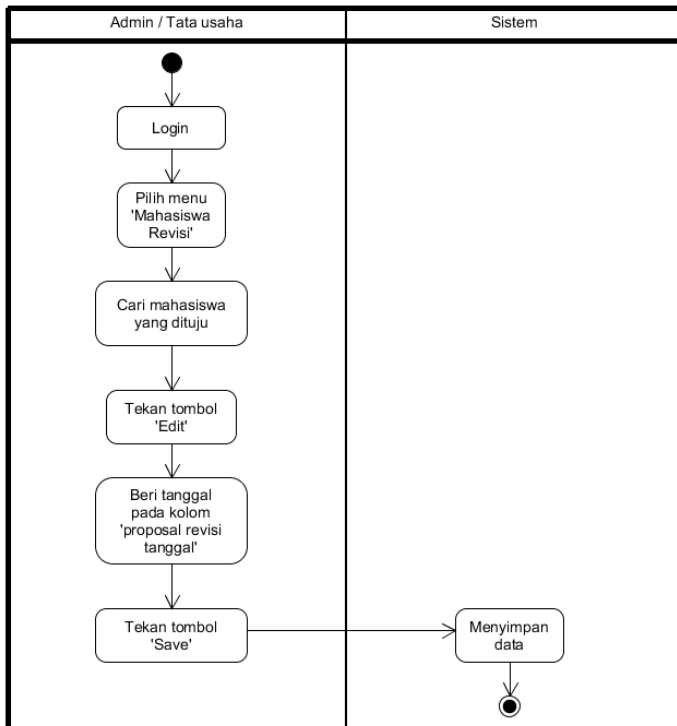 Admin / Tata usaha
Sistem
Login
Pilih menu
'Mahasiswa
Revisi'
Cari mahasiswa
yang dituju
Tekan tombol
'Edit'
Beri tanggal
pada kolom
'proposal revisi
tanggal'
Tekan tombol
'Save'
Menyimpan
data